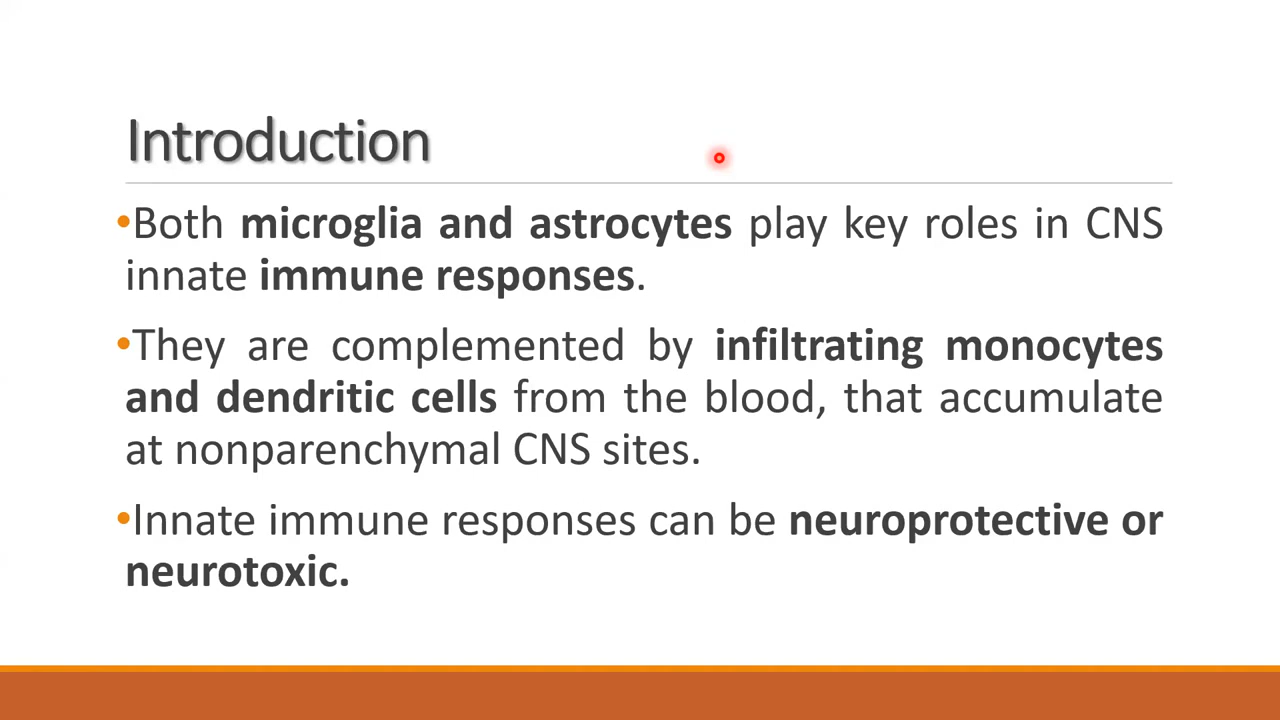 Introduction
•Both microglia and astrocytes play key roles in CNS
innate immune responses.
•They are complemented by infiltrating monocytes
and dendritic cells from the blood, that accumulate
at nonparenchymal CNS sites.
•Innate immune responses can be neuroprotective or
neurotoxic.